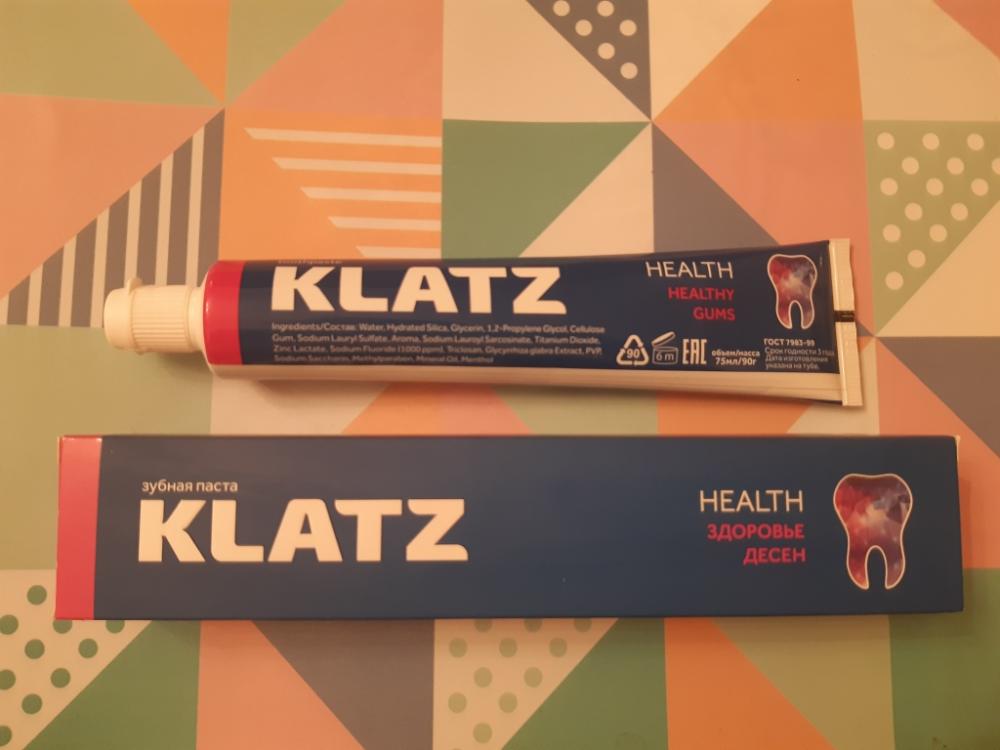 KLATZ
HEALTH
HEALTHY
GUMS
Ingredients/Состав: Water, Hydrated Silica, Glycerin, 1,2-Propylene Glycol, Cellulose
Gum, Sodium Lauryl Sulfate, Aroma, Sodium Lauroyl Sarcosinate, Titanium Dioxide,
Zinc Lactate, Sodium Fluoride (1000 ppm), Triclosan, Glycyrrhiza glabra Extract, PVP,
Sodium Saccharin, Methylparaben, Menthol
90
6 m
EAC
объем/масса
75мл/90г
ГОСТ 7983-99
Срок годности 3 года
Дата изготовления
указана на тубе.
зубная паста
KLATZ
HEALTH
ЗДОРОВЬЕ
ДЕСЕН